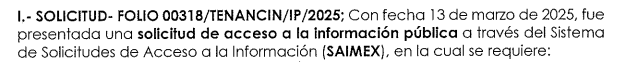 I.- SOLICITUD- FOLIO 00318/TENANCIN/IP/2025; Con fecha 13 de marzo de 2025, fue
presentada una solicitud de acceso a la información pública a través del Sistema
de Solicitudes de Acceso a la Información (SAIMEX), en la cual se requiere: